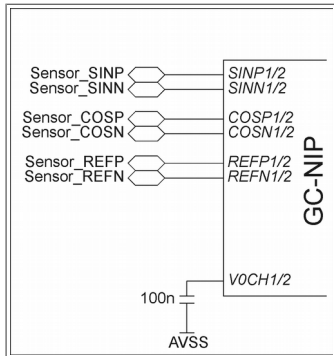 Sensor_SINP SINP1/2
Sensor_SINN SINN1/2
Sensor_COSP COSP1/2
Sensor_COSN COSN1/2
Sensor_REFP REFP1/2
Sensor_REFN REFN1/2
GC-NIP
V0CH1/2
100n
AVSS